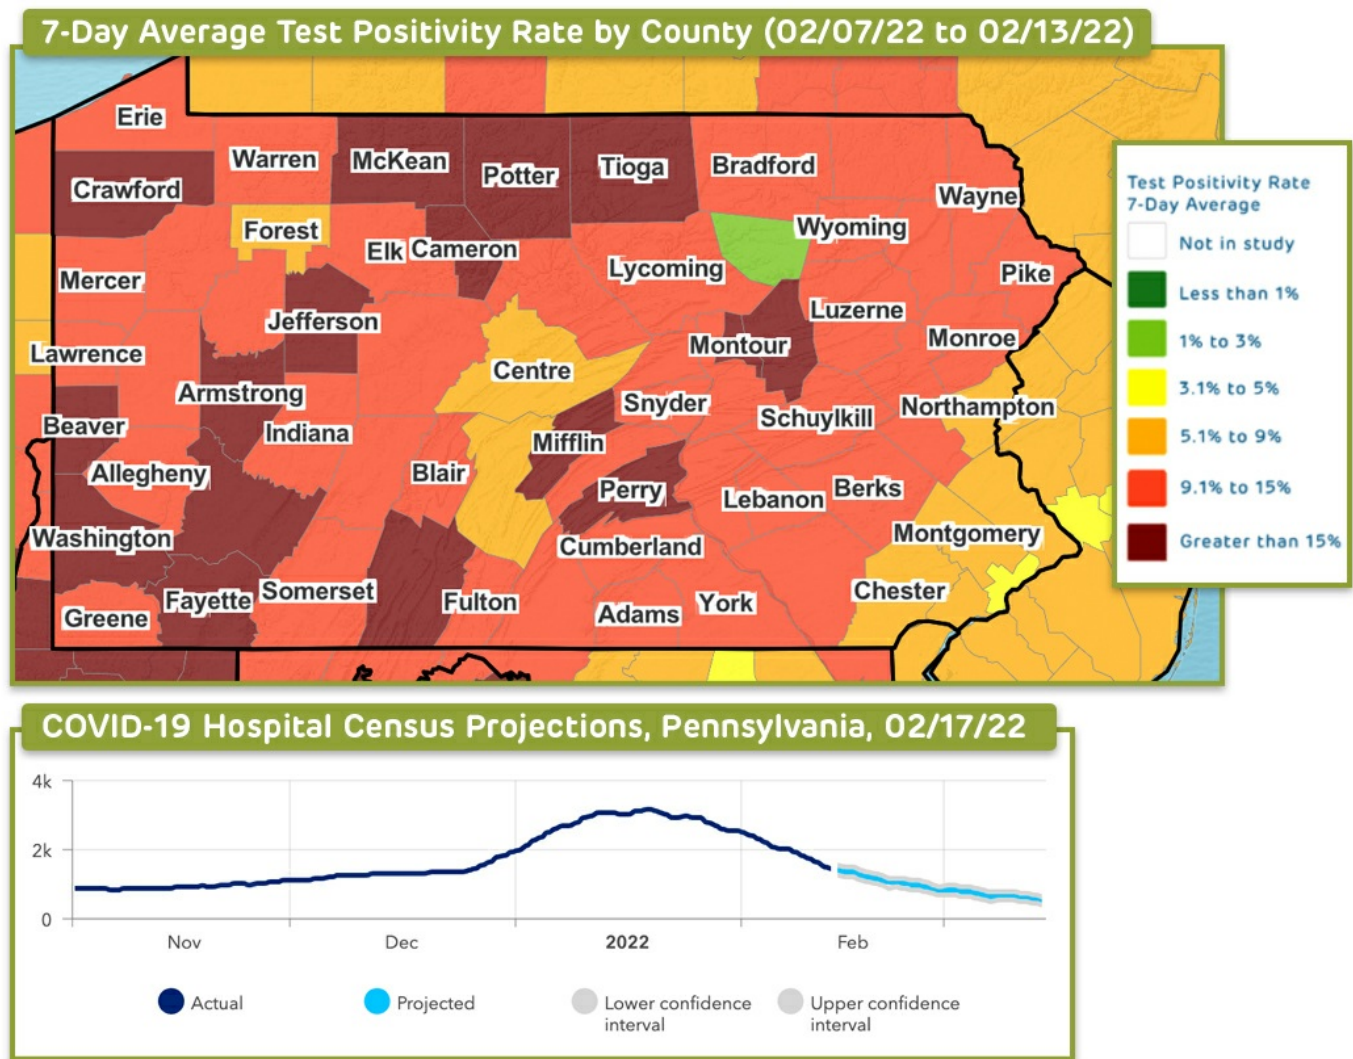 7-Day Average Test Positivity Rate by County (02/07/22 to 02/13/22)
Erie
Warren
McKean
Potter
Tioga
Bradford
Crawford
Wayne
Forest
Elk
Cameron
Wyoming
Mercer
Lycoming
Pike
Jefferson
Luzerne
Lawrence
Montour
Monroe
Centre
Armstrong
Snyder
Northampton
Beaver
Indiana
Schuylkill
Mifflin
Allegheny
Blair
Perry
Lebanon
Berks
Washington
Cumberland
Montgomery
Greene
Fayette
Somerset
Fulton
Adams
York
Chester
Test Positivity Rate
7-Day Average
Not in study
Less than 1%
1% to 3%
3.1% to 5%
5.1% to 9%
9.1% to 15%
Greater than 15%
COVID-19 Hospital Census Projections, Pennsylvania, 02/17/22
4k
2k
0
Nov
Dec
2022
Feb
Actual
Projected
Lower confidence
interval
Upper confidence
interval